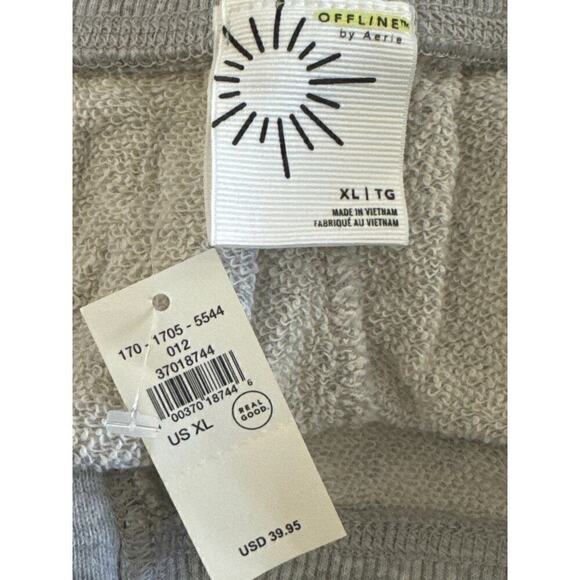 OFFLINE™
by Aerie
XL | TG
MADE IN VIETNAM
FABRIQUÉ AU VIETNAM
170 - 1705 - 5544
012
37018744
00370 18744 6
US XL
REAL
GOOD.
USD 39.95